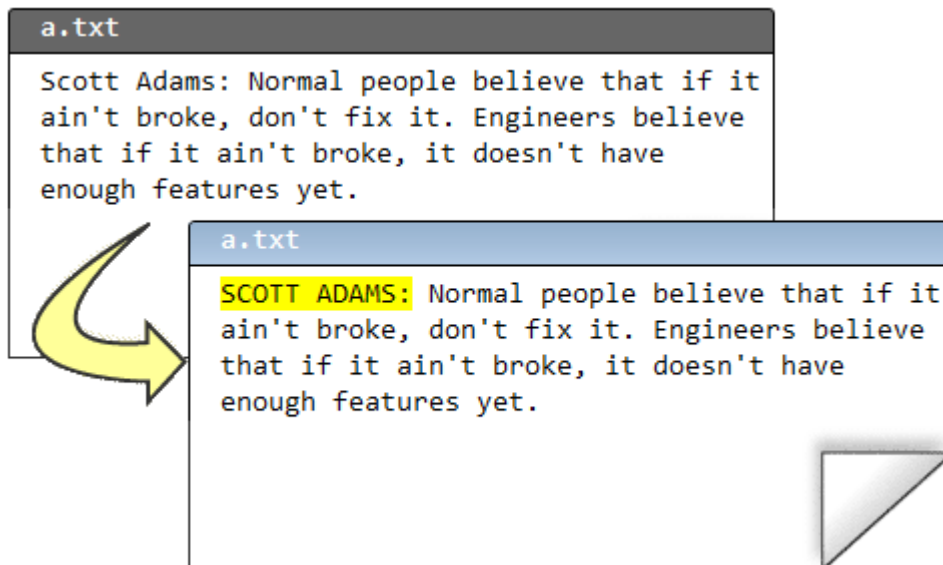 a.txt
Scott Adams: Normal people believe that if it
ain't broke, don't fix it. Engineers believe
that if it ain't broke, it doesn't have
enough features yet.
a.txt
SCOTT ADAMS: Normal people believe that if it
ain't broke, don't fix it. Engineers believe
that if it ain't broke, it doesn't have
enough features yet.